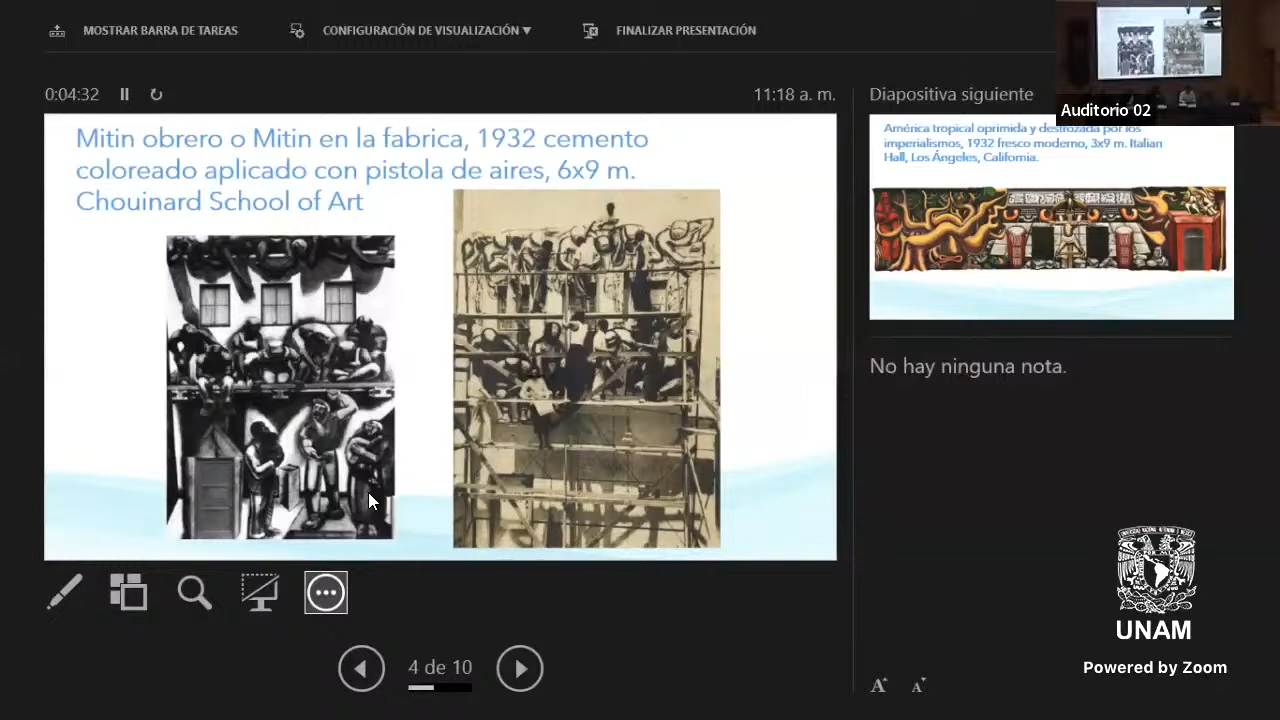 MOSTRAR BARRA DE TAREAS
CONFIGURACIÓN DE VISUALIZACIÓN ▼
FINALIZAR PRESENTACIÓN
Auditorio 02
0:04:32
11:18 a. m.
Diapositiva siguiente
Mitin obrero o Mitin en la fabrica, 1932 cemento
coloreado aplicado con pistola de aires, 6x9 m.
Chouinard School of Art
América tropical oprimida y destrozada por los
imperialismos, 1932 fresco moderno, 3x9 m. Italian
Hall, Los Ángeles, California.
No hay ninguna nota.
4 de 10
UNAM
Powered by Zoom
A A